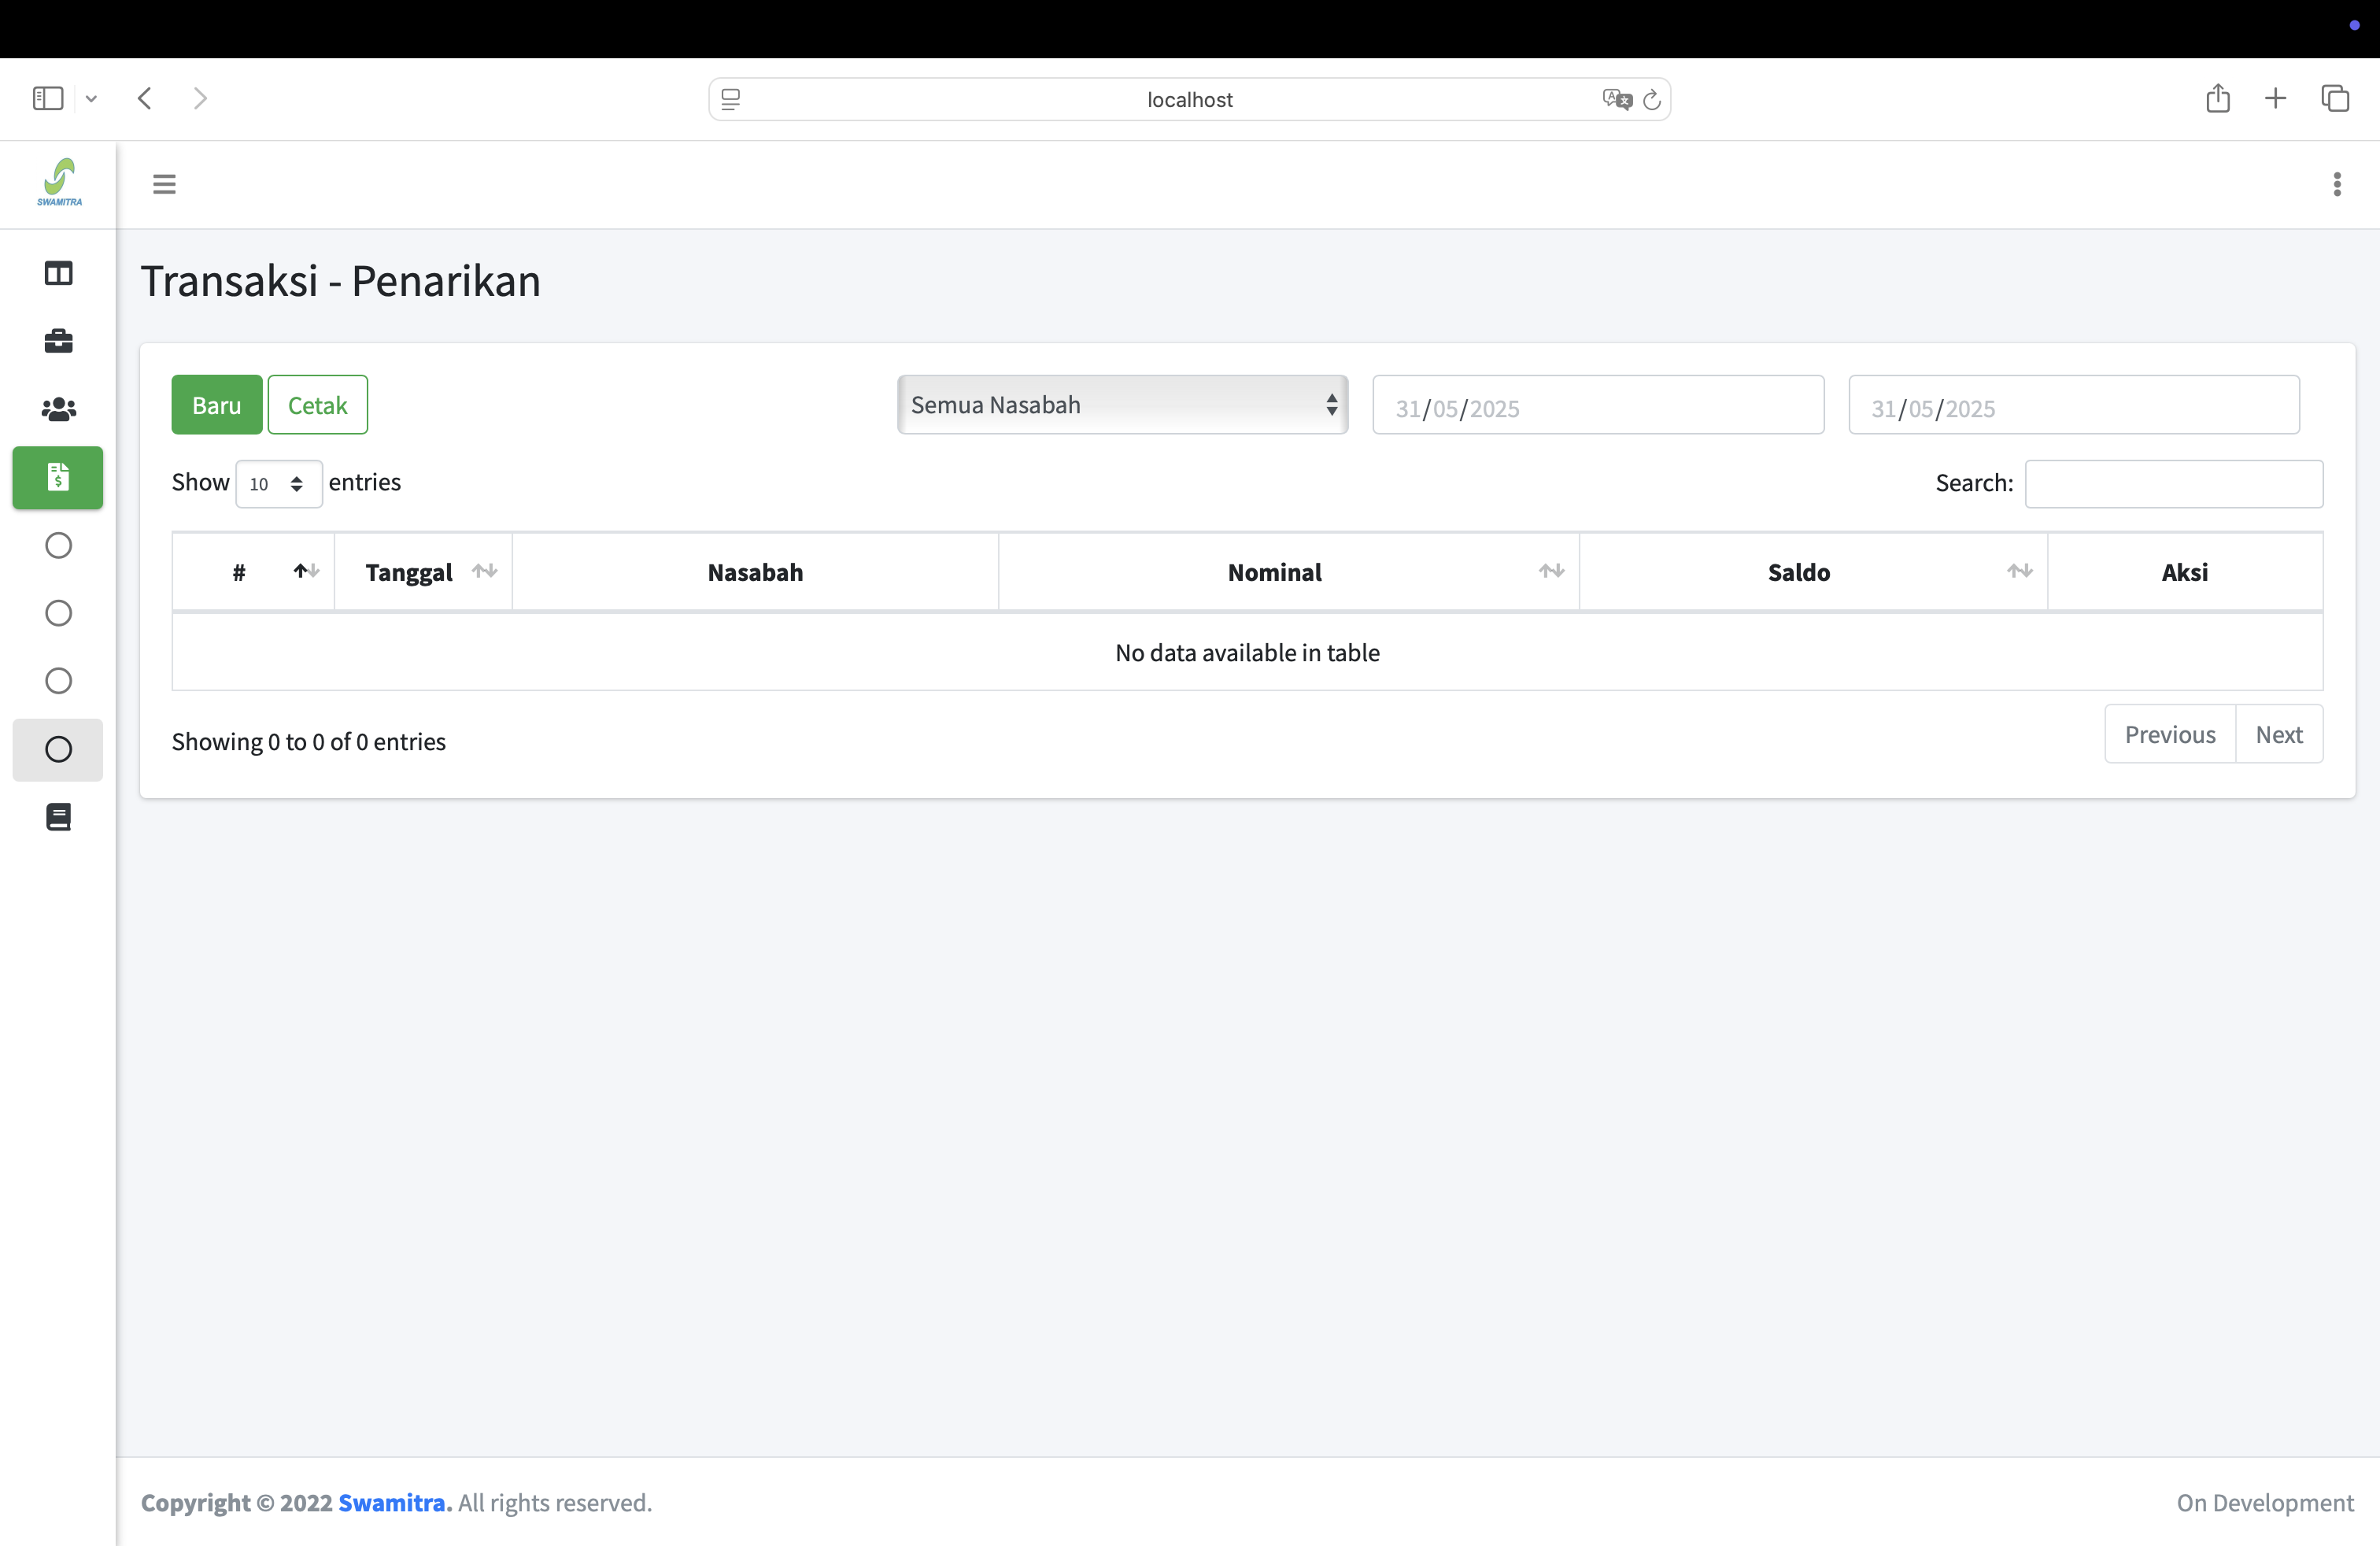 localhost
SWAMITRA
Transaksi - Penarikan
Baru Cetak Semua Nasabah 31/05/2025 31/05/2025
Show 10 entries Search:
# Tanggal Nasabah Nominal Saldo Aksi
No data available in table
Showing 0 to 0 of 0 entries Previous Next
Copyright © 2022 Swamitra. All rights reserved. On Development